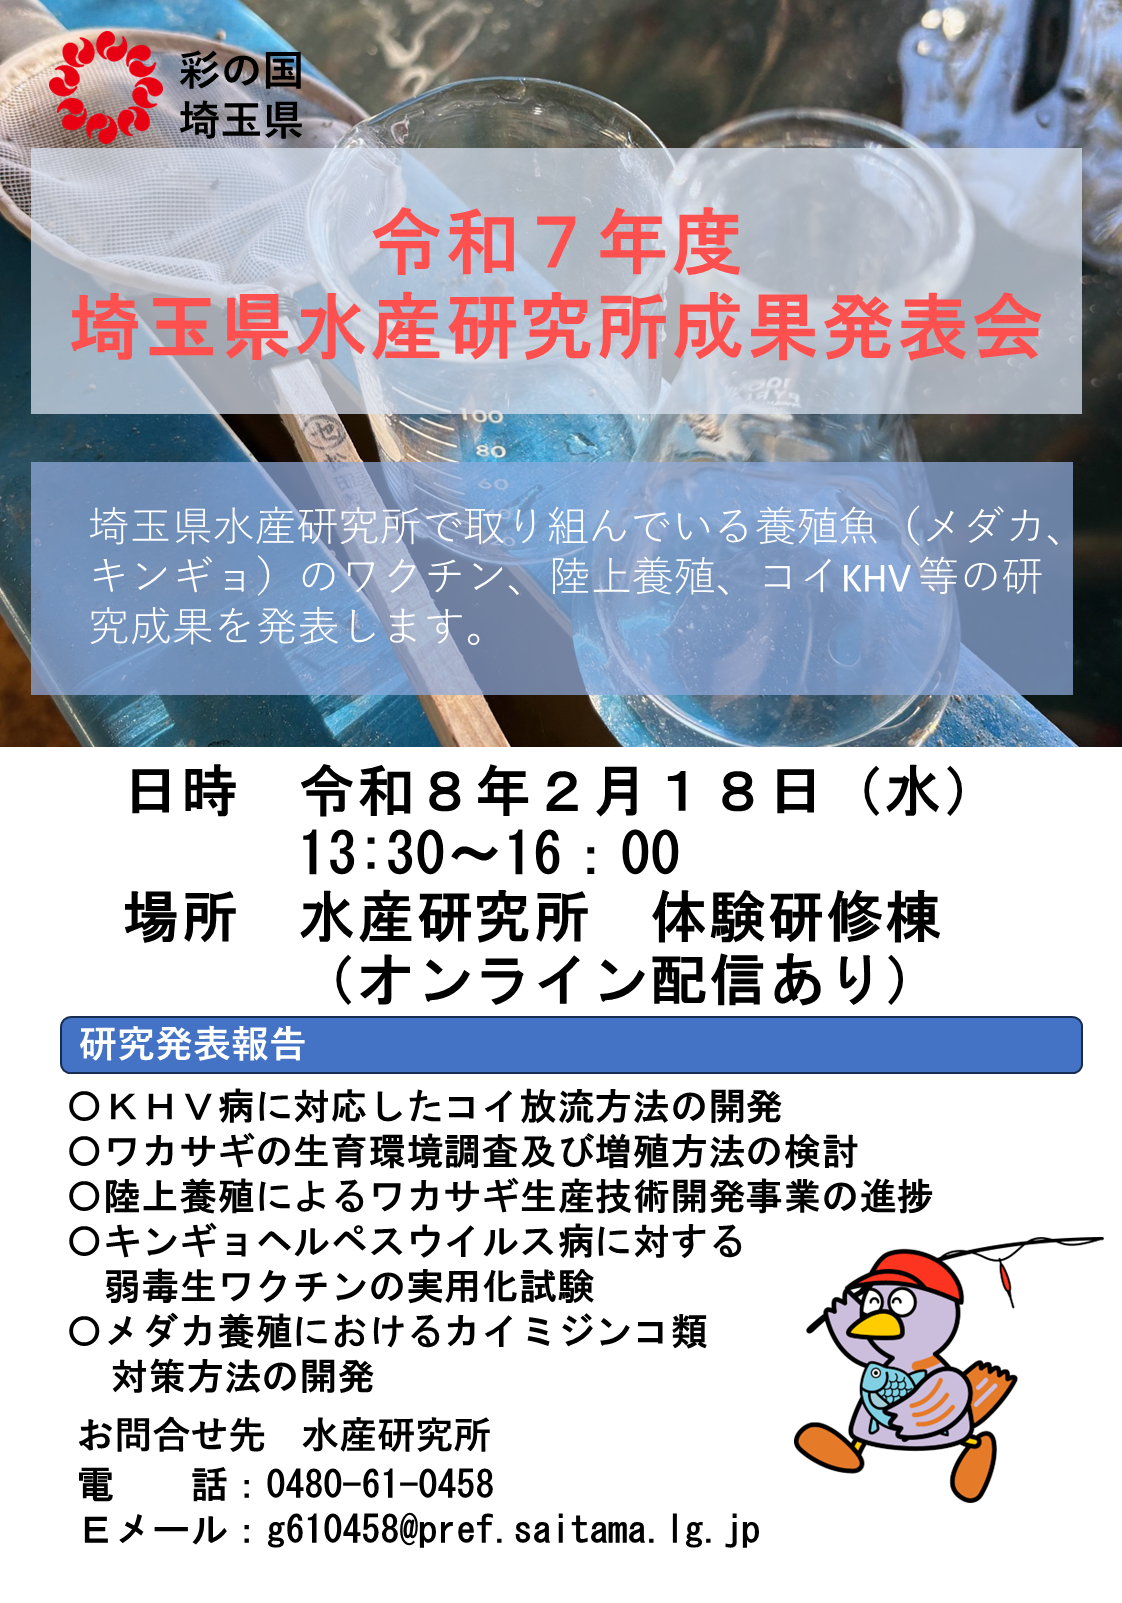 彩の国
埼玉県
令和７年度
埼玉県水産研究所成果発表会
100
80
60
埼玉県水産研究所で取り組んでいる養殖魚（メダカ、
キンギョ）のワクチン、陸上養殖、コイKHV等の研
究成果を発表します。
日時　令和８年２月１８日（水）
13:30～16：00
場所　水産研究所　体験研修棟
（オンライン配信あり）
研究発表報告
〇ＫＨＶ病に対応したコイ放流方法の開発
〇ワカサギの生育環境調査及び増殖方法の検討
〇陸上養殖によるワカサギ生産技術開発事業の進捗
〇キンギョヘルペスウイルス病に対する
弱毒生ワクチンの実用化試験
〇メダカ養殖におけるカイミジンコ類
対策方法の開発
お問合せ先　水産研究所
電　　話：0480-61-0458
Ｅメール：g610458@pref.saitama.lg.jp